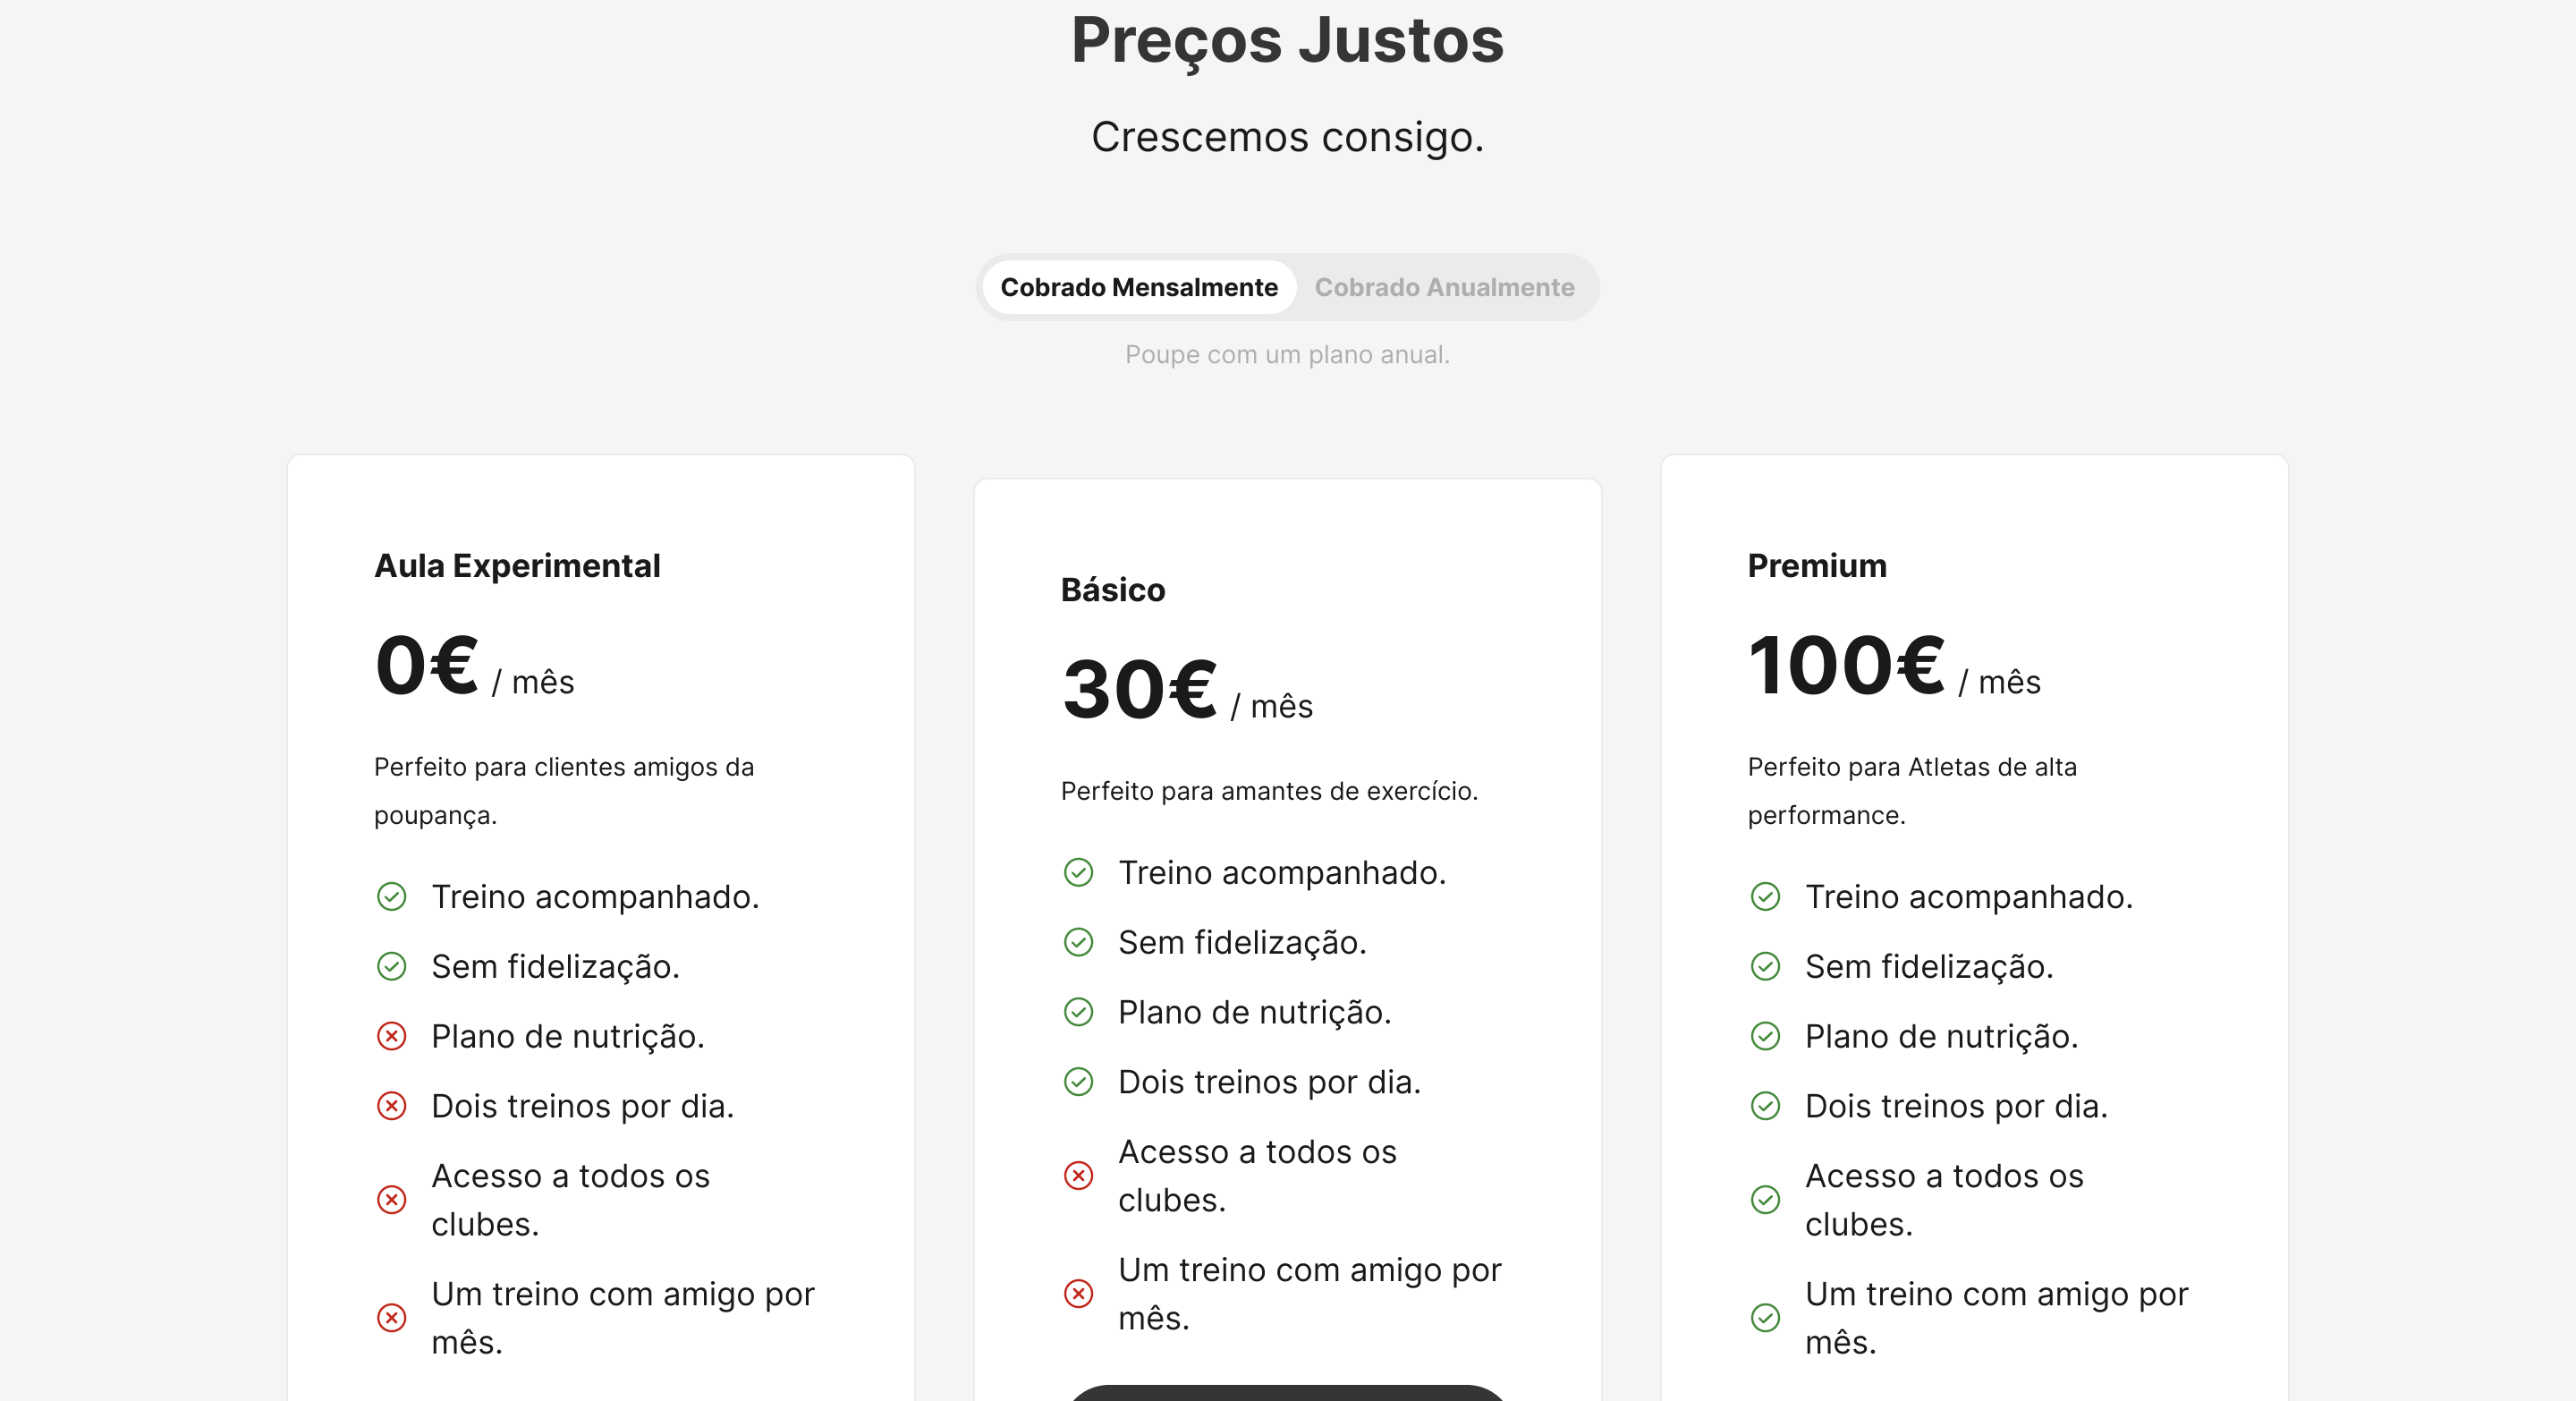 Preços Justos
Crescemos consigo.
Cobrado Mensalmente
Cobrado Anualmente
Poupe com um plano anual.
Aula Experimental
0€ / mês
Perfeito para clientes amigos da
poupança.
Treino acompanhado.
Sem fidelização.
Plano de nutrição.
Dois treinos por dia.
Acesso a todos os
clubes.
Um treino com amigo por
mês.
Básico
30€ / mês
Perfeito para amantes de exercício.
Treino acompanhado.
Sem fidelização.
Plano de nutrição.
Dois treinos por dia.
Acesso a todos os
clubes.
Um treino com amigo por
mês.
Premium
100€ / mês
Perfeito para Atletas de alta
performance.
Treino acompanhado.
Sem fidelização.
Plano de nutrição.
Dois treinos por dia.
Acesso a todos os
clubes.
Um treino com amigo por
mês.